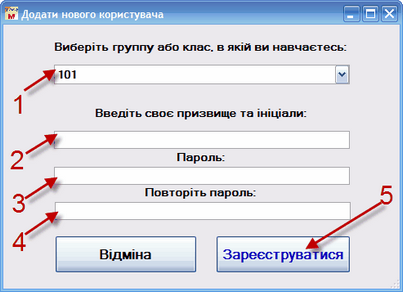 Додати нового користувача
Виберіть группу або клас, в якій ви навчаєтесь:
101
1
Введіть своє призвище та ініціали:
2
Пароль:
3
Повторіть пароль:
4
5
Відміна Зареєструватися